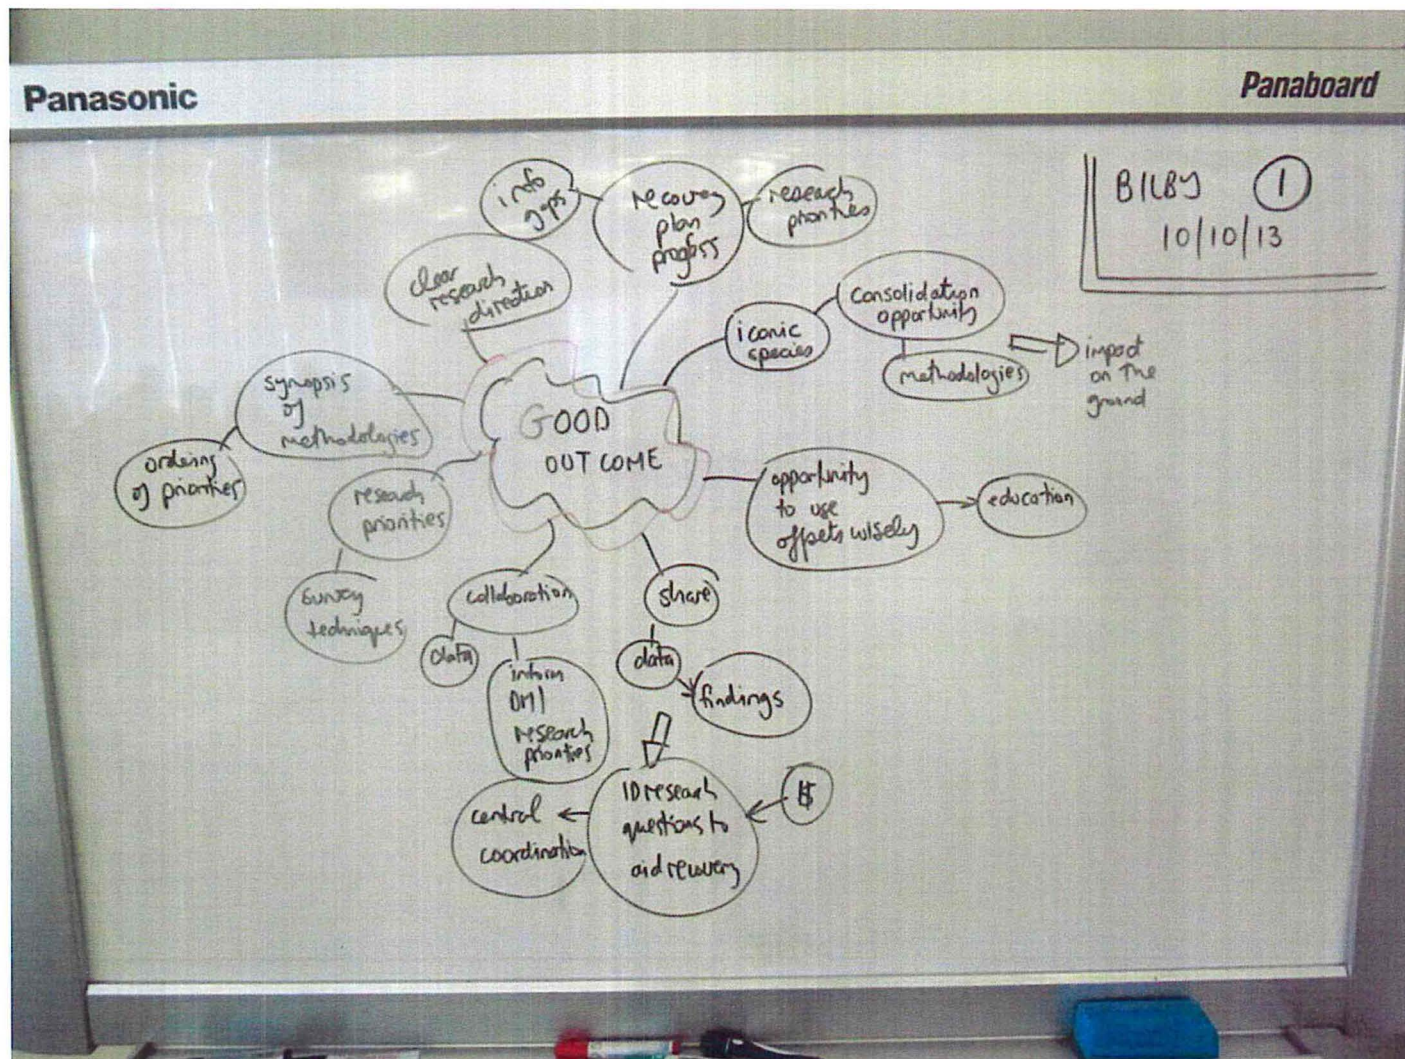 Panasonic
Panaboard
BILBY 1
10/10/13
info
gaps
recovery
plan
progress
research
priorities
clear
research
direction
iconic
species
consolidation
opportunity
methodologies
impact
on the
ground
synopsis
of
methodologies
ordering
of priorities
GOOD
OUTCOME
research
priorities
survey
techniques
opportunity
to use
offsets wisely
education
collaboration
data
inform
DMI
research
priorities
share
data
findings
ID research
questions to
aid recovery
$
central
coordination